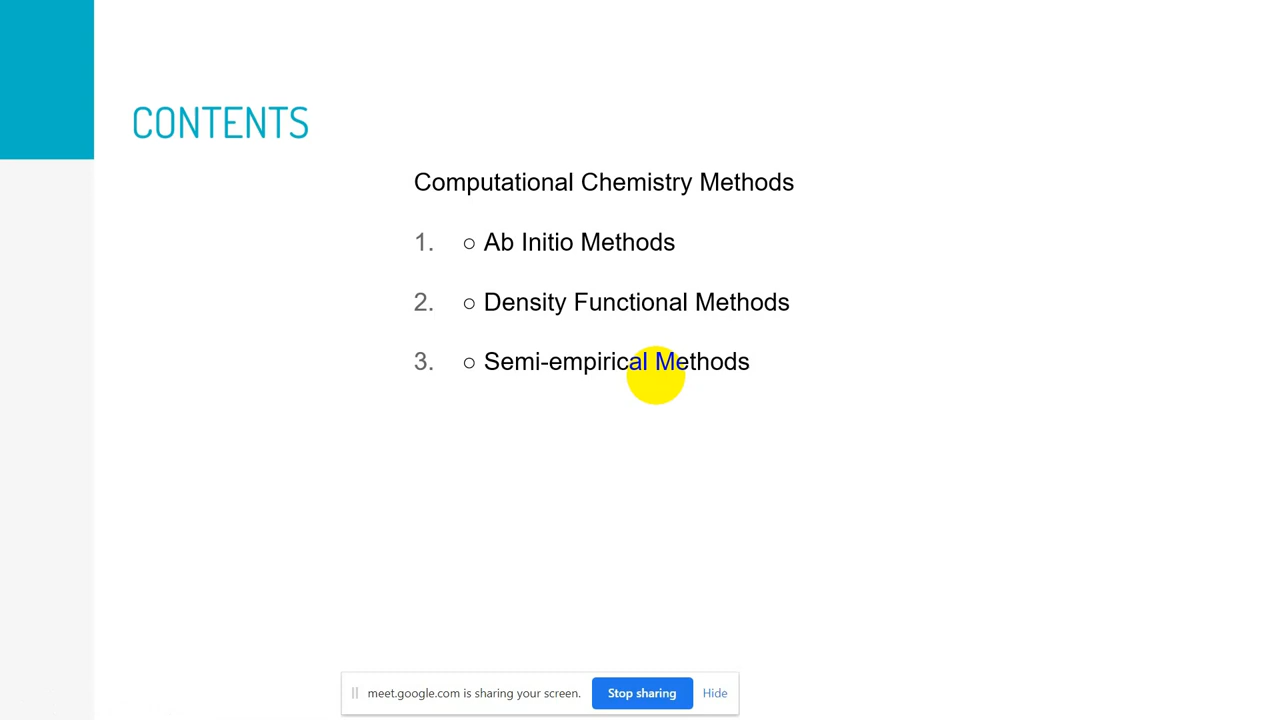 CONTENTS
Computational Chemistry Methods
1. ○ Ab Initio Methods
2. ○ Density Functional Methods
3. ○ Semi-empirical Methods
meet.google.com is sharing your screen. Stop sharing Hide